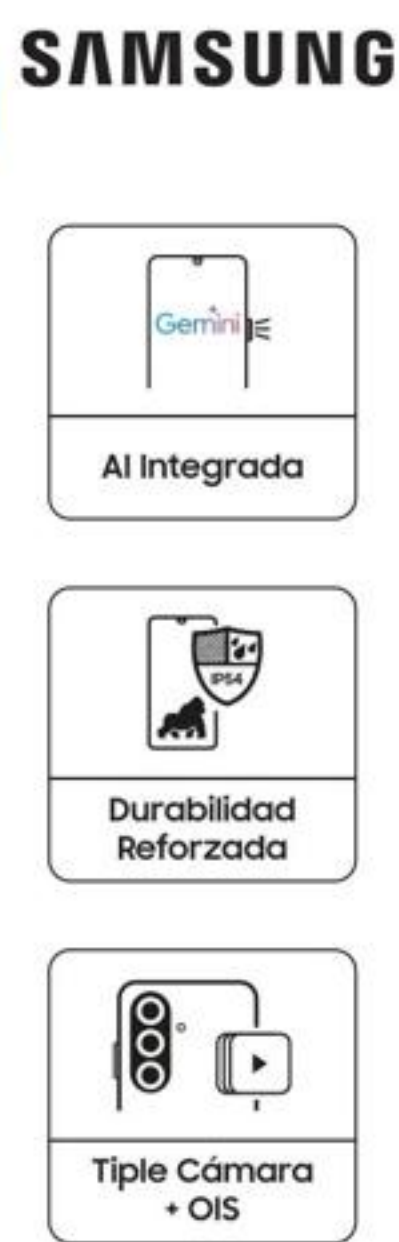 SAMSUNG
Gemini
AI Integrada
IP54
Durabilidad
Reforzada
Tiple Cámara
+ OIS